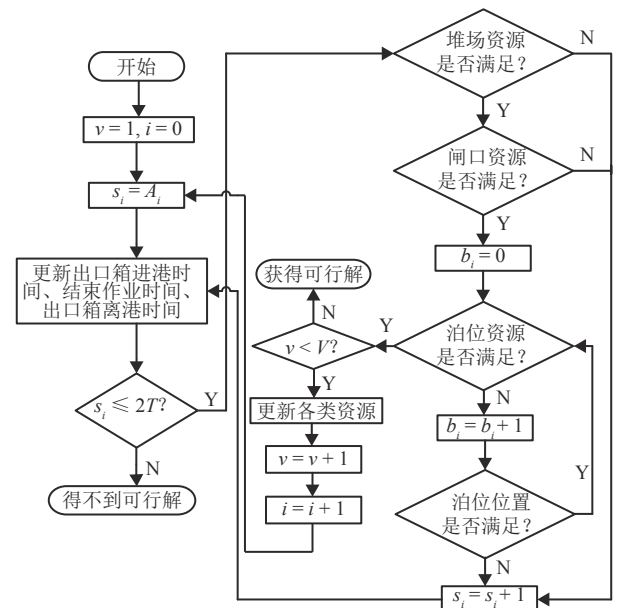 开始
v = 1, i = 0
s_i = A_i
更新出口箱进港时
间、结束作业时间、
出口箱离港时间
s_i ≤ 2T?
Y
N
得不到可行解
堆场资源
是否满足?
N
Y
闸口资源
是否满足?
N
Y
b_i = 0
泊位资源
是否满足?
Y
N
b_i = b_i + 1
泊位位置
是否满足?
Y
N
s_i = s_i + 1
获得可行解
N
v < V?
Y
更新各类资源
v = v + 1
i = i + 1